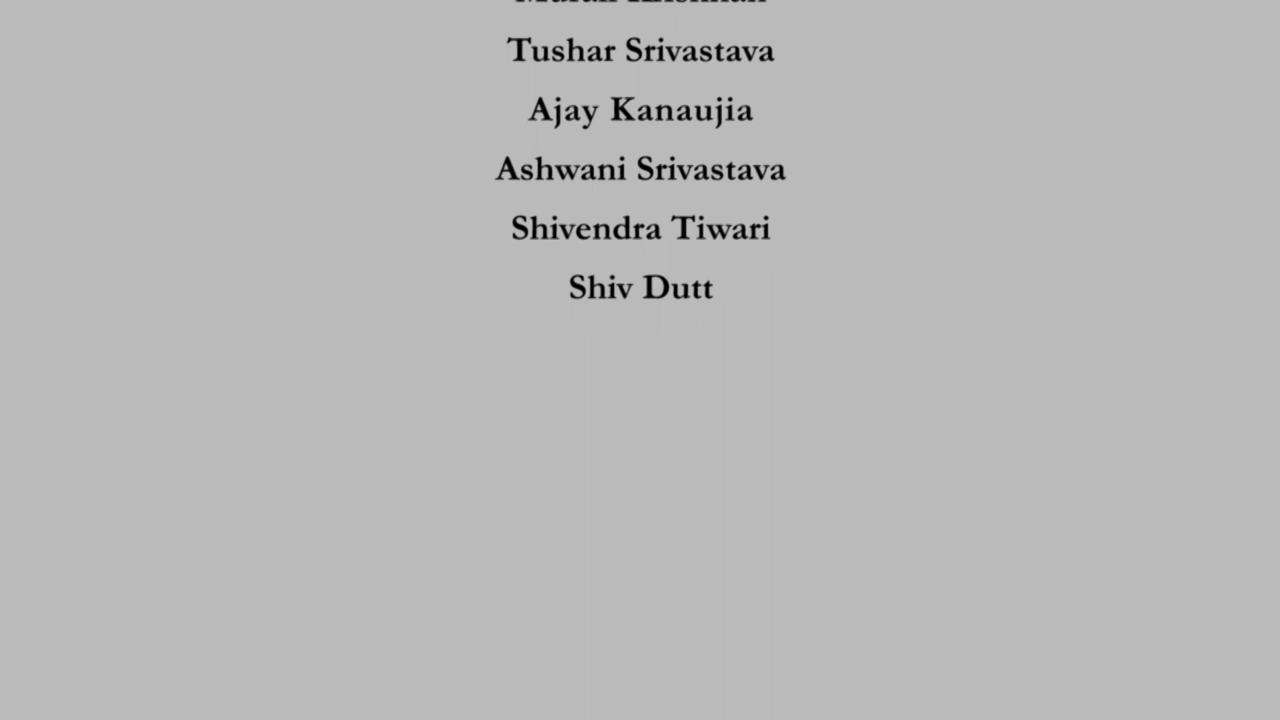 Tushar Srivastava
Ajay Kanaujia
Ashwani Srivastava
Shivendra Tiwari
Shiv Dutt